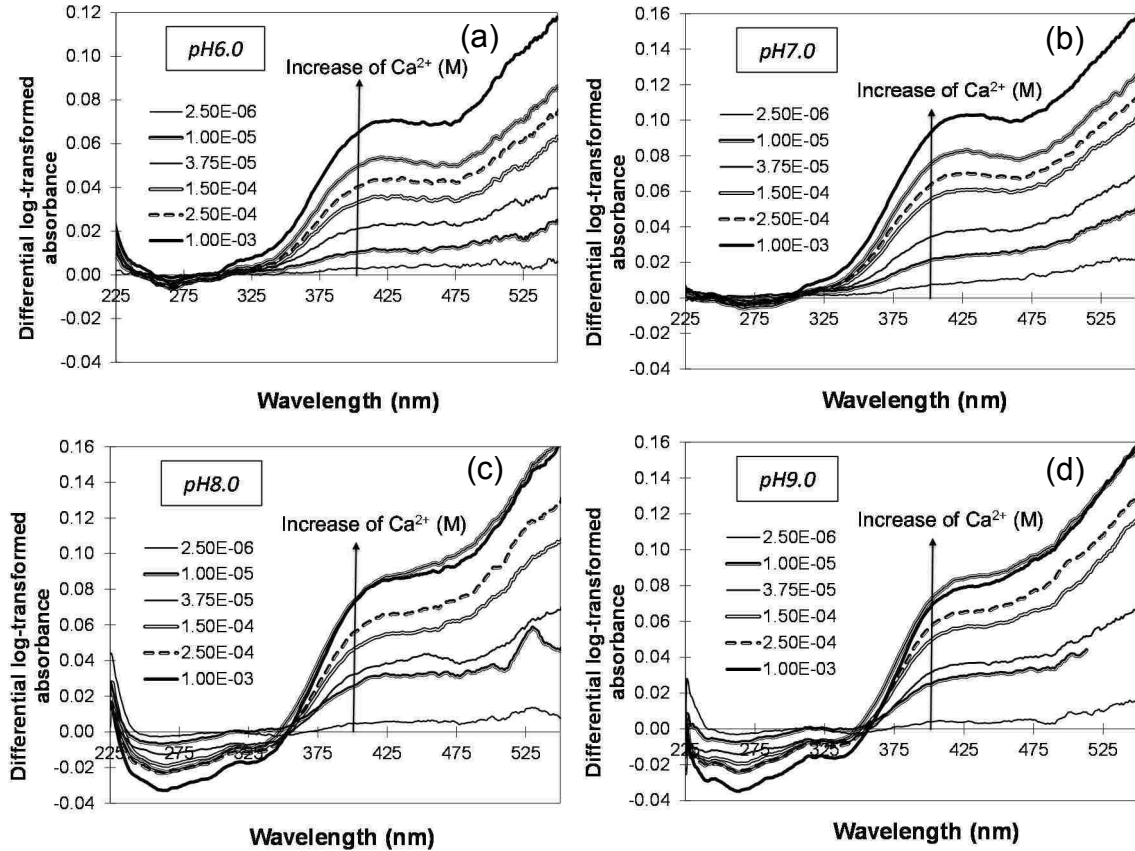 (a)
pH6.0
Increase of Ca²⁺ (M)
2.50E-06
1.00E-05
3.75E-05
1.50E-04
2.50E-04
1.00E-03
0.12
0.10
0.08
0.06
0.04
0.02
0.00
-0.02
-0.04
225 275 325 375 425 475 525
Differential log-transformed
absorbance
Wavelength (nm)
(b)
pH7.0
Increase of Ca²⁺ (M)
2.50E-06
1.00E-05
3.75E-05
1.50E-04
2.50E-04
1.00E-03
0.16
0.14
0.12
0.10
0.08
0.06
0.04
0.02
0.00
-0.02
-0.04
225 275 325 375 425 475 525
Differential log-transformed
absorbance
Wavelength (nm)
(c)
pH8.0
Increase of Ca²⁺ (M)
2.50E-06
1.00E-05
3.75E-05
1.50E-04
2.50E-04
1.00E-03
0.16
0.14
0.12
0.10
0.08
0.06
0.04
0.02
0.00
-0.02
-0.04
225 275 325 375 425 475 525
Differential log-transformed
absorbance
Wavelength (nm)
(d)
pH9.0
Increase of Ca²⁺ (M)
2.50E-06
1.00E-05
3.75E-05
1.50E-04
2.50E-04
1.00E-03
0.16
0.14
0.12
0.10
0.08
0.06
0.04
0.02
0.00
-0.02
-0.04
225 275 325 375 425 475 525
Differential log-transformed
absorbance
Wavelength (nm)